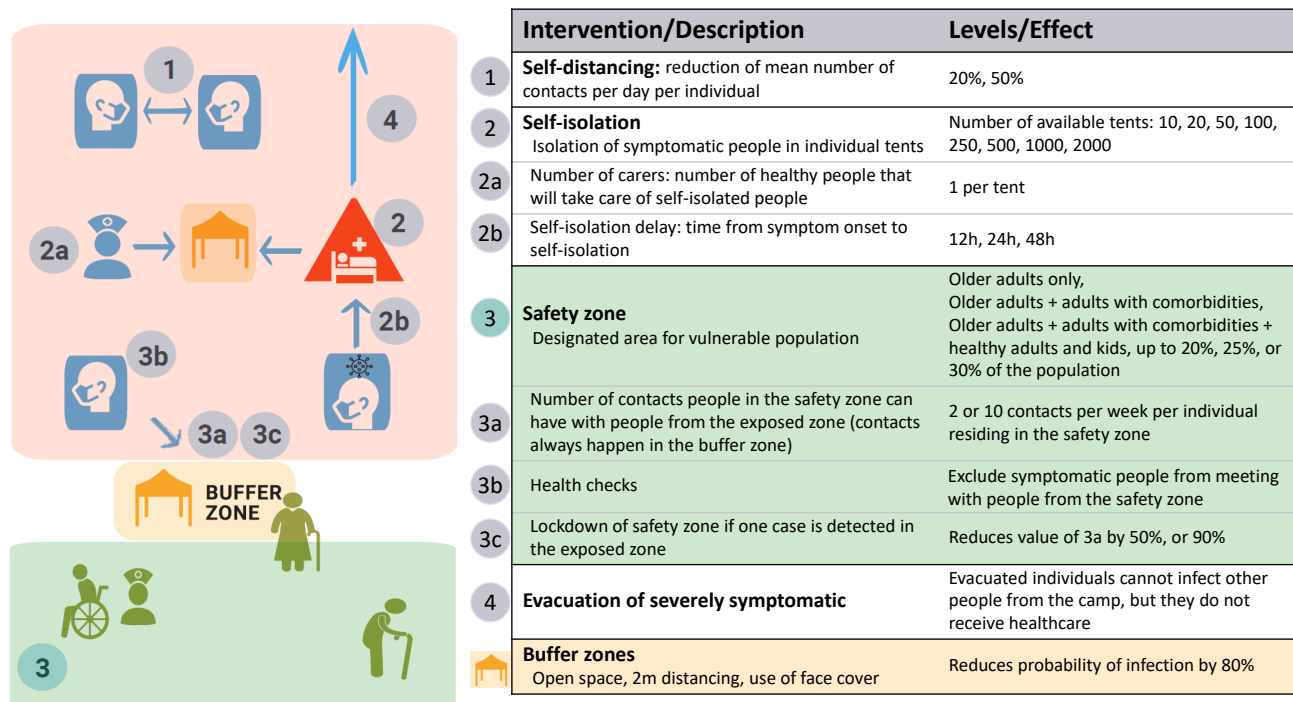 1
4
2
2a
2b
3b
3a 3c
BUFFER
ZONE
3
Intervention/Description Levels/Effect
1
Self-distancing: reduction of mean number of
contacts per day per individual
20%, 50%
2
Self-isolation
Isolation of symptomatic people in individual tents
Number of available tents: 10, 20, 50, 100,
250, 500, 1000, 2000
2a
Number of carers: number of healthy people that
will take care of self-isolated people
1 per tent
2b
Self-isolation delay: time from symptom onset to
self-isolation
12h, 24h, 48h
3
Safety zone
Designated area for vulnerable population
Older adults only,
Older adults + adults with comorbidities,
Older adults + adults with comorbidities +
healthy adults and kids, up to 20%, 25%, or
30% of the population
3a
Number of contacts people in the safety zone can
have with people from the exposed zone (contacts
always happen in the buffer zone)
2 or 10 contacts per week per individual
residing in the safety zone
3b
Health checks
Exclude symptomatic people from meeting
with people from the safety zone
3c
Lockdown of safety zone if one case is detected in
the exposed zone
Reduces value of 3a by 50%, or 90%
4
Evacuation of severely symptomatic
Evacuated individuals cannot infect other
people from the camp, but they do not
receive healthcare
Buffer zones
Open space, 2m distancing, use of face cover
Reduces probability of infection by 80%